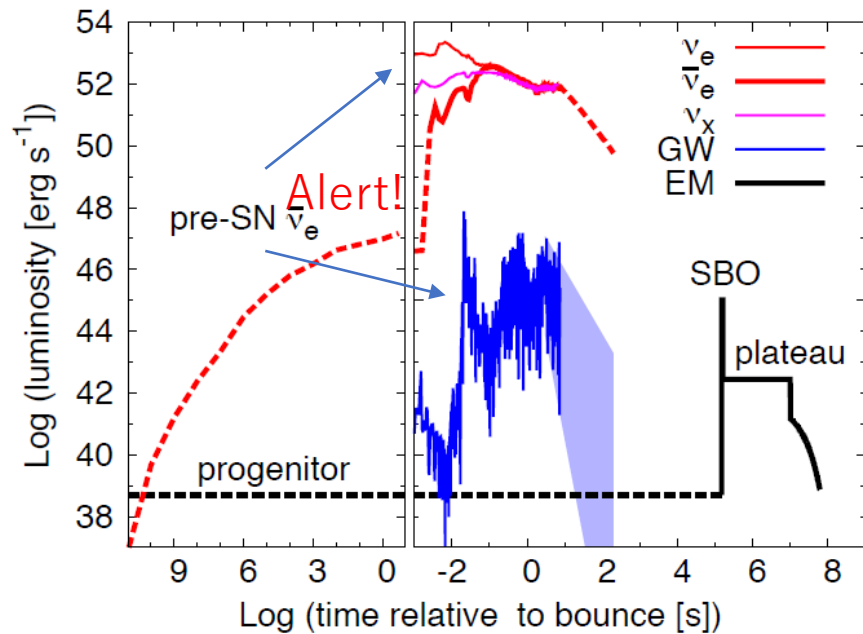 Log (luminosity [erg s⁻¹])
54
52
50
48
46
44
42
40
38
νₑ
ν̅ₑ
νₓ
GW
EM
Alert!
pre-SN ν̅ₑ
SBO
plateau
progenitor
9 6 3 0 -2 0 2 4 6 8
Log (time relative to bounce [s])